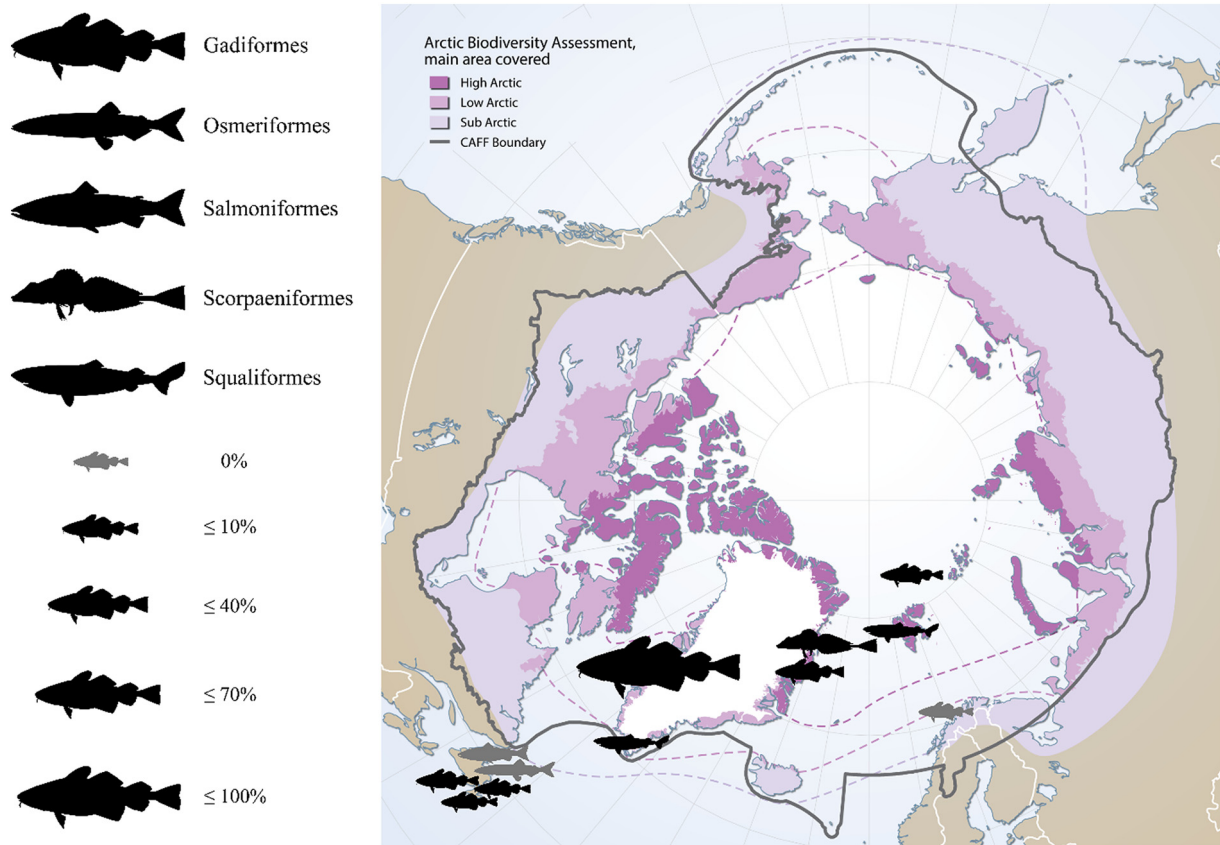 Gadiformes
Osmeriformes
Salmoniformes
Scorpaeniformes
Squaliformes
0%
≤ 10%
≤ 40%
≤ 70%
≤ 100%
Arctic Biodiversity Assessment,
main area covered
High Arctic
Low Arctic
Sub Arctic
CAFF Boundary